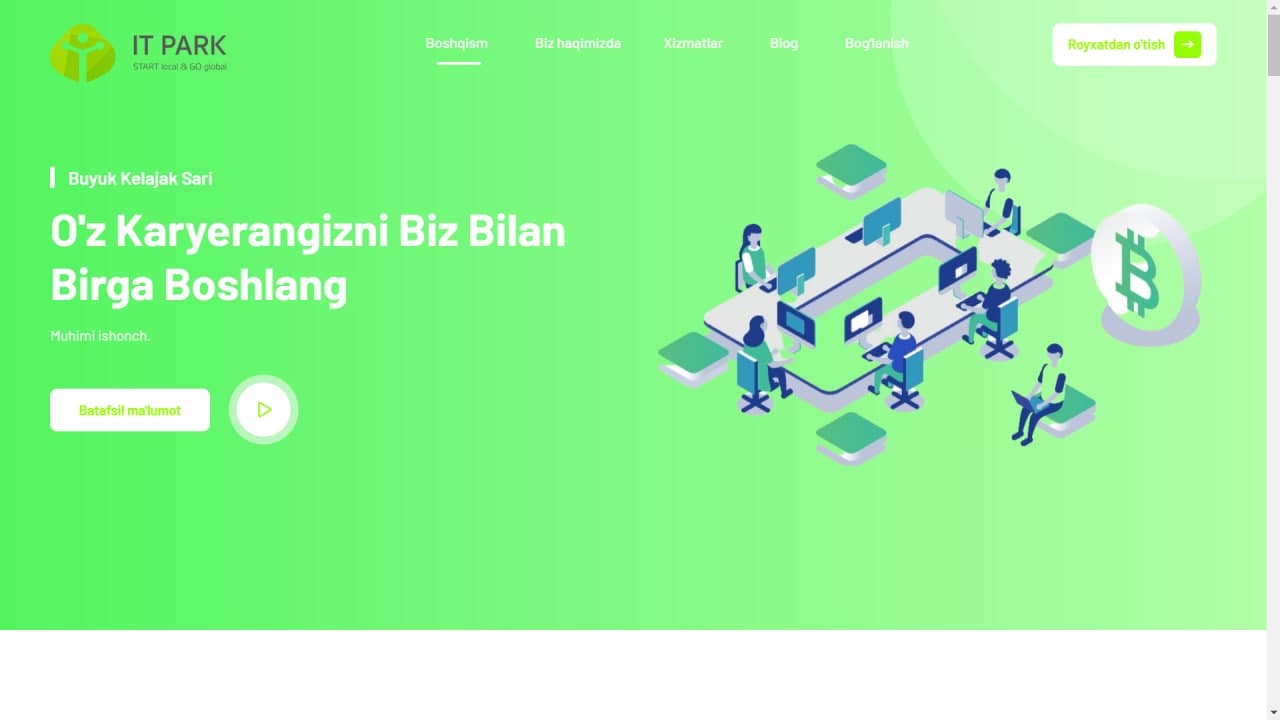 IT PARK
START local & GO global
Boshqism
Biz haqimizda
Xizmatlar
Blog
Bog'lanish
Royxatdan o'tish
Buyuk Kelajak Sari
O'z Karyerangizni Biz Bilan
Birga Boshlang
Muhimi ishonch.
Batafsil ma'lumot